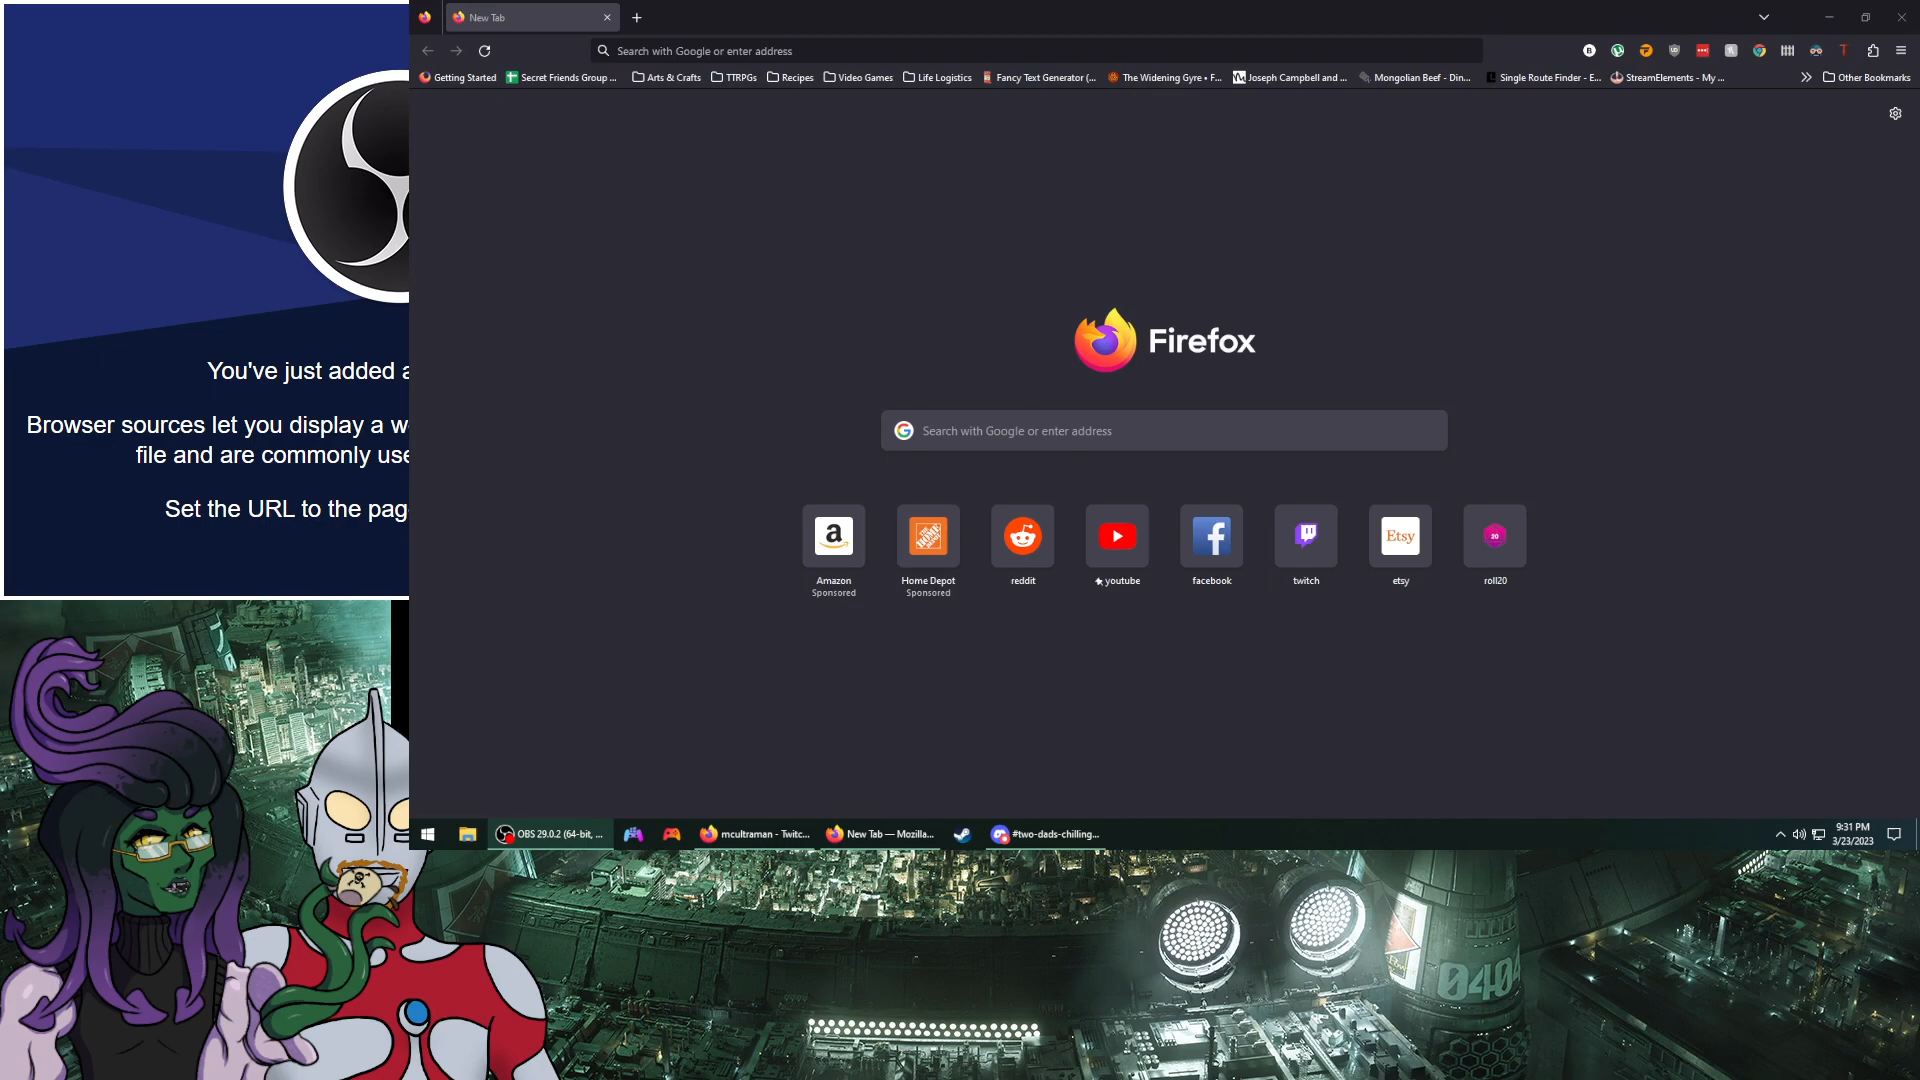 New Tab
Search with Google or enter address
Getting Started
Secret Friends Group ...
Arts & Crafts
TTRPGs
Recipes
Video Games
Life Logistics
Fancy Text Generator (...
The Widening Gyre • F...
Joseph Campbell and ...
Mongolian Beef - Din...
Single Route Finder - E...
StreamElements - My ...
Other Bookmarks
You've just added a
Browser sources let you display a w
file and are commonly use
Set the URL to the pag
Firefox
Search with Google or enter address
Amazon
Sponsored
Home Depot
Sponsored
reddit
youtube
facebook
twitch
Etsy
etsy
20
roll20
OBS 29.0.2 (64-bit, ...
mcultraman - Twitc...
New Tab — Mozilla...
#two-dads-chilling...
9:31 PM
3/23/2023
0404